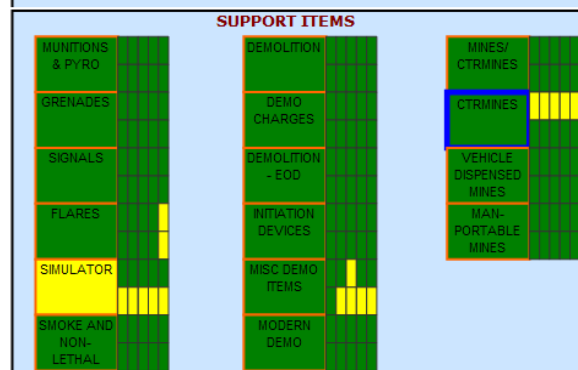 SUPPORT ITEMS
MUNITIONS
& PYRO
GRENADES
SIGNALS
FLARES
SIMULATOR
SMOKE AND
NON-
LETHAL
DEMOLITION
DEMO
CHARGES
DEMOLITION
- EOD
INITIATION
DEVICES
MISC DEMO
ITEMS
MODERN
DEMO
MINES/
CTRMINES
CTRMINES
VEHICLE
DISPENSED
MINES
MAN-
PORTABLE
MINES